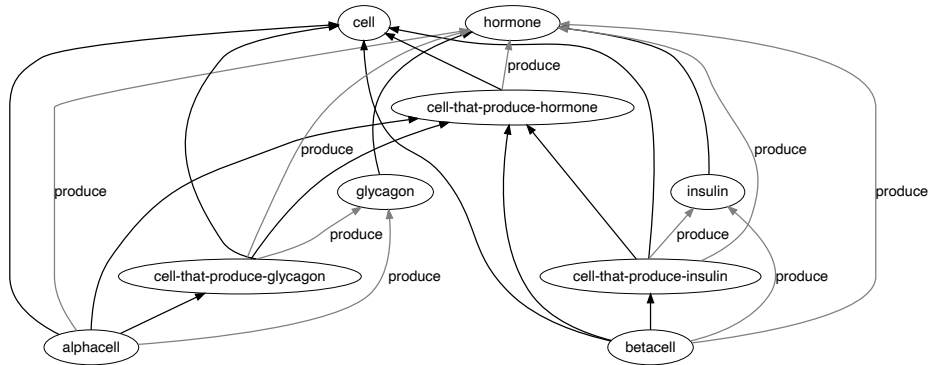 cell
hormone
produce
cell-that-produce-hormone
produce
produce
produce
glycagon
insulin
produce
produce
produce
cell-that-produce-glycagon
produce
cell-that-produce-insulin
produce
alphacell
betacell